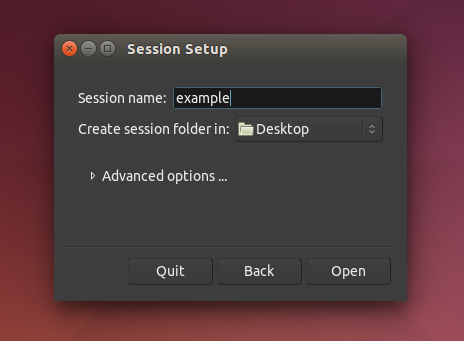 Session Setup
Session name: example
Create session folder in: Desktop
Advanced options ...
Quit Back Open